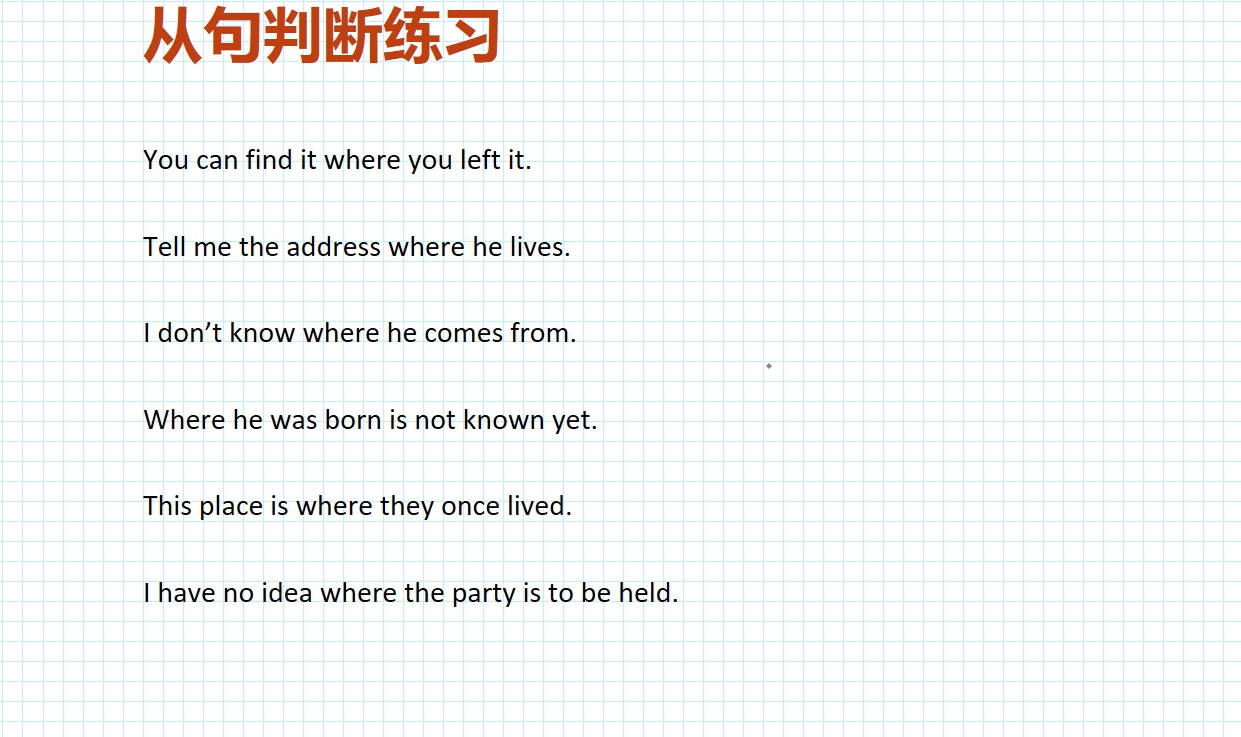 从句判断练习
You can find it where you left it.
Tell me the address where he lives.
I don’t know where he comes from.
Where he was born is not known yet.
This place is where they once lived.
I have no idea where the party is to be held.